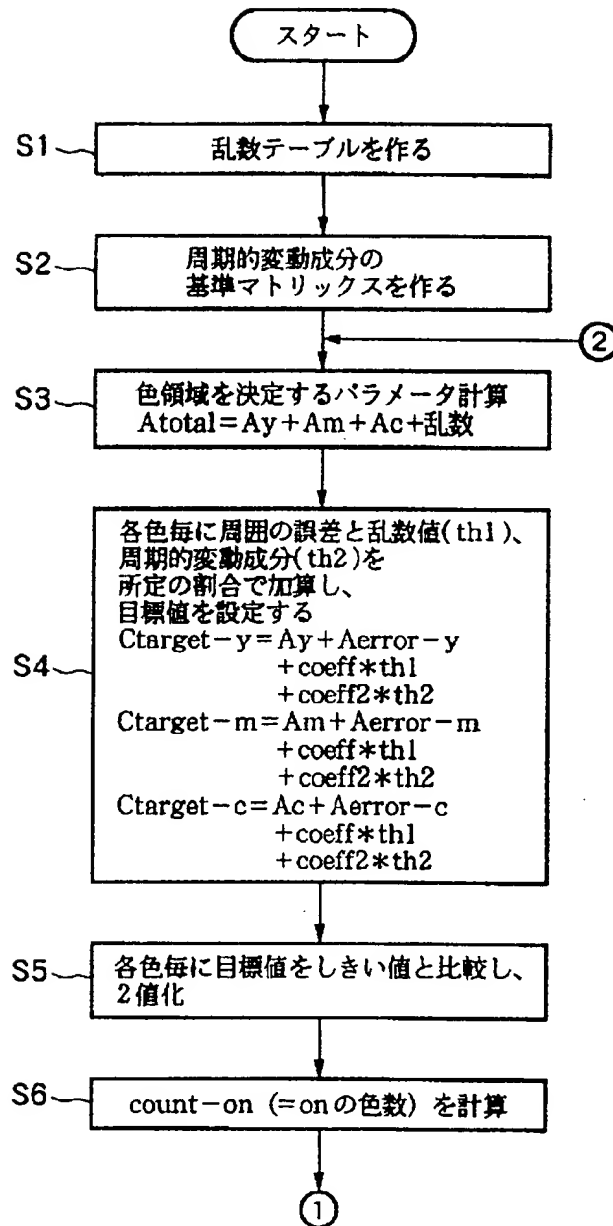 スタート
S1
乱数テーブルを作る
S2
周期的変動成分の
基準マトリックスを作る
②
S3
色領域を決定するパラメータ計算
Atotal=Ay+Am+Ac+乱数
S4
各色毎に周囲の誤差と乱数値(th1)、
周期的変動成分(th2)を
所定の割合で加算し、
目標値を設定する
Ctarget-y=Ay+Aerror-y
+coeff*th1
+coeff2*th2
Ctarget-m=Am+Aerror-m
+coeff*th1
+coeff2*th2
Ctarget-c=Ac+Aerror-c
+coeff*th1
+coeff2*th2
S5
各色毎に目標値をしきい値と比較し、
2値化
S6
count-on (=onの色数) を計算
①